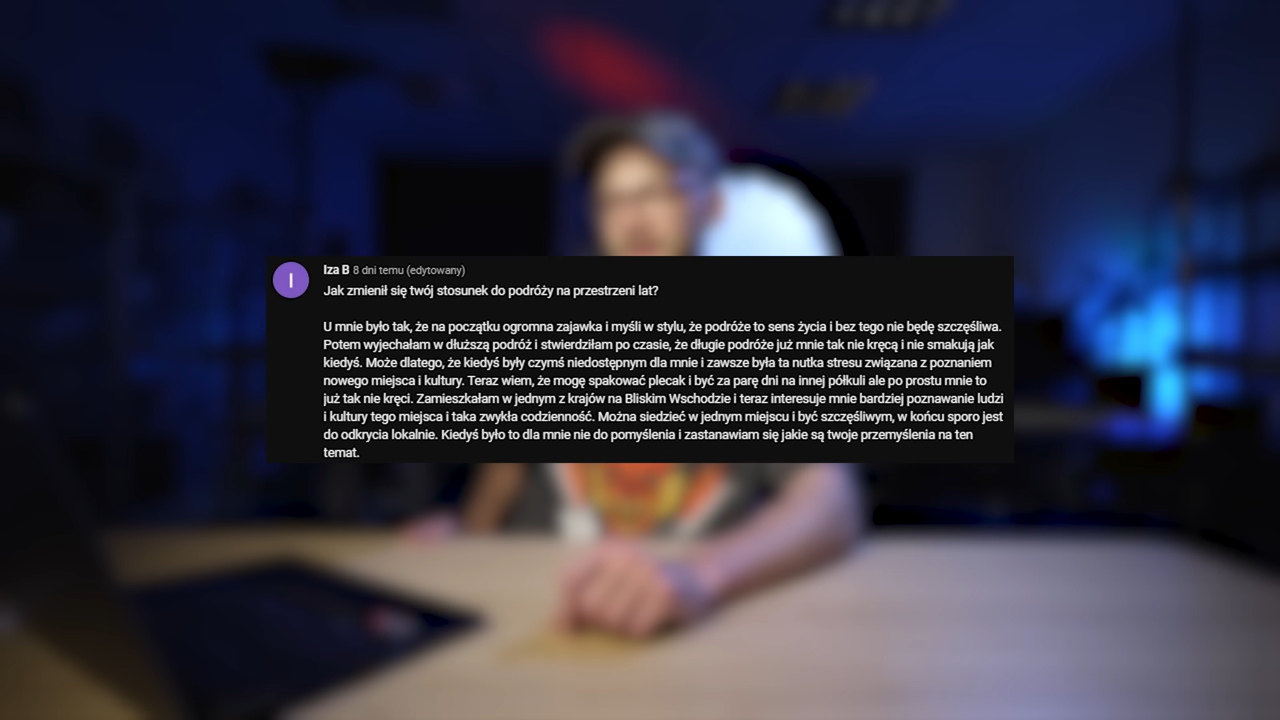 I
Iza B 8 dni temu (edytowany)
Jak zmienił się twój stosunek do podróży na przestrzeni lat?
U mnie było tak, że na początku ogromna zajawka i myśli w stylu, że podróże to sens życia i bez tego nie będę szczęśliwa.
Potem wyjechałam w dłuższą podróż i stwierdziłam po czasie, że długie podróże już mnie tak nie kręcą i nie smakują jak
kiedyś. Może dlatego, że kiedyś były czymś niedostępnym dla mnie i zawsze była ta nutka stresu związana z poznaniem
nowego miejsca i kultury. Teraz wiem, że mogę spakować plecak i być za parę dni na innej półkuli ale po prostu mnie to
już tak nie kręci. Zamieszkałam w jednym z krajów na Bliskim Wschodzie i teraz interesuje mnie bardziej poznawanie ludzi
i kultury tego miejsca i taka zwykła codzienność. Można siedzieć w jednym miejscu i być szczęśliwym, w końcu sporo jest
do odkrycia lokalnie. Kiedyś było to dla mnie nie do pomyślenia i zastanawiam się jakie są twoje przemyślenia na ten
temat.